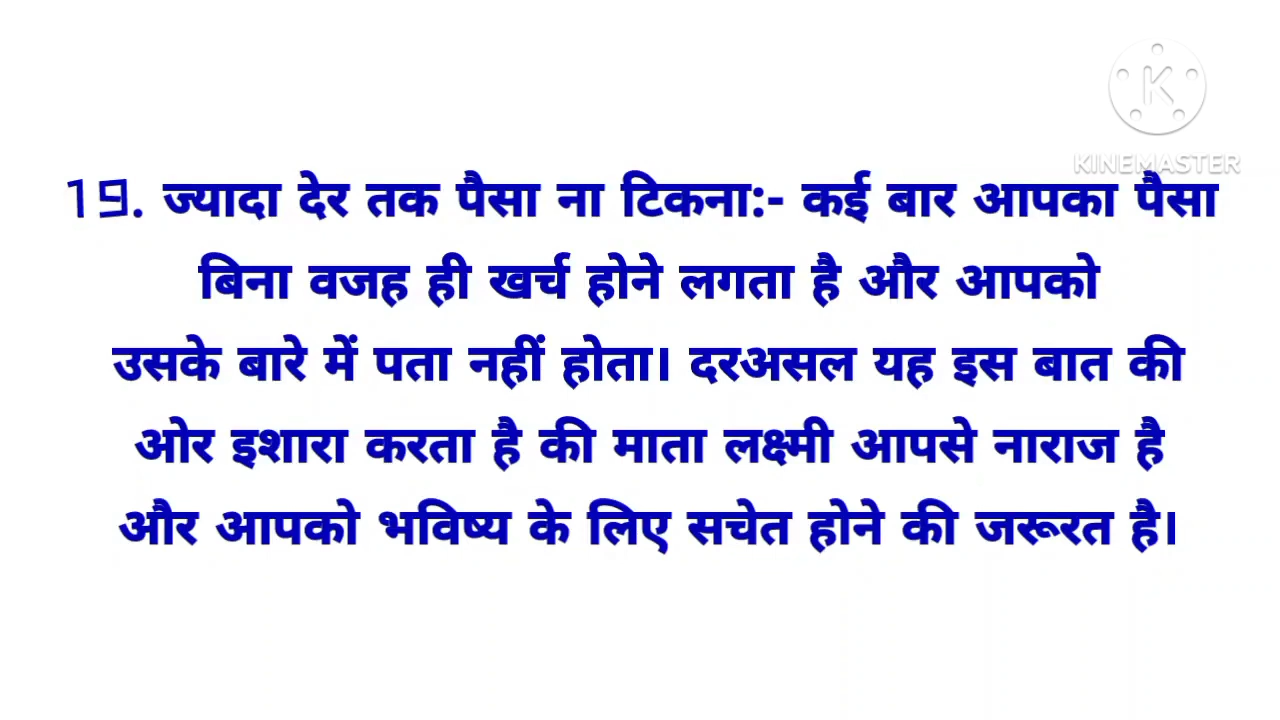 K
KINEMASTER
19. ज्यादा देर तक पैसा ना टिकना:- कई बार आपका पैसा
बिना वजह ही खर्च होने लगता है और आपको
उसके बारे में पता नहीं होता। दरअसल यह इस बात की
ओर इशारा करता है की माता लक्ष्मी आपसे नाराज है
और आपको भविष्य के लिए सचेत होने की जरूरत है।